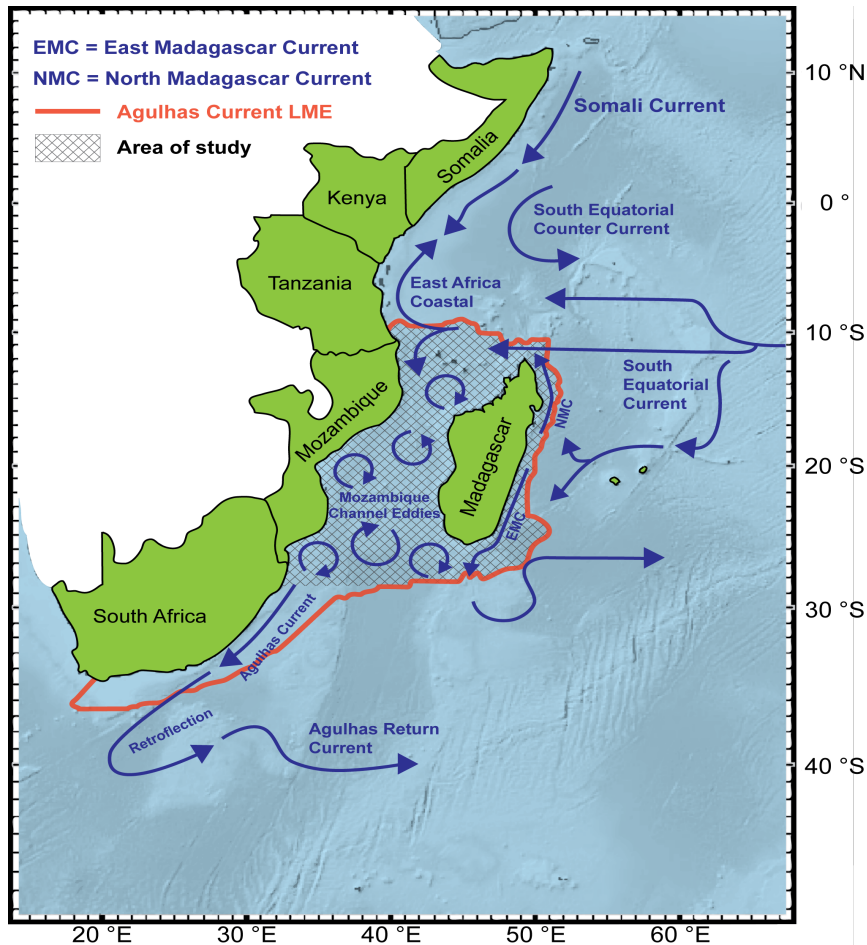 EMC = East Madagascar Current
NMC = North Madagascar Current
Agulhas Current LME
Area of study
10 °N
Somali Current
Somalia
Kenya
0 °
South Equatorial
Counter Current
Tanzania
East Africa
Coastal
10 °S
South
Equatorial
Current
Mozambique
NMC
Madagascar
20 °S
Mozambique
Channel Eddies
EMC
South Africa
30 °S
Agulhas Current
Retroflection
Agulhas Return
Current
40 °S
20 °E
30 °E
40 °E
50 °E
60 °E